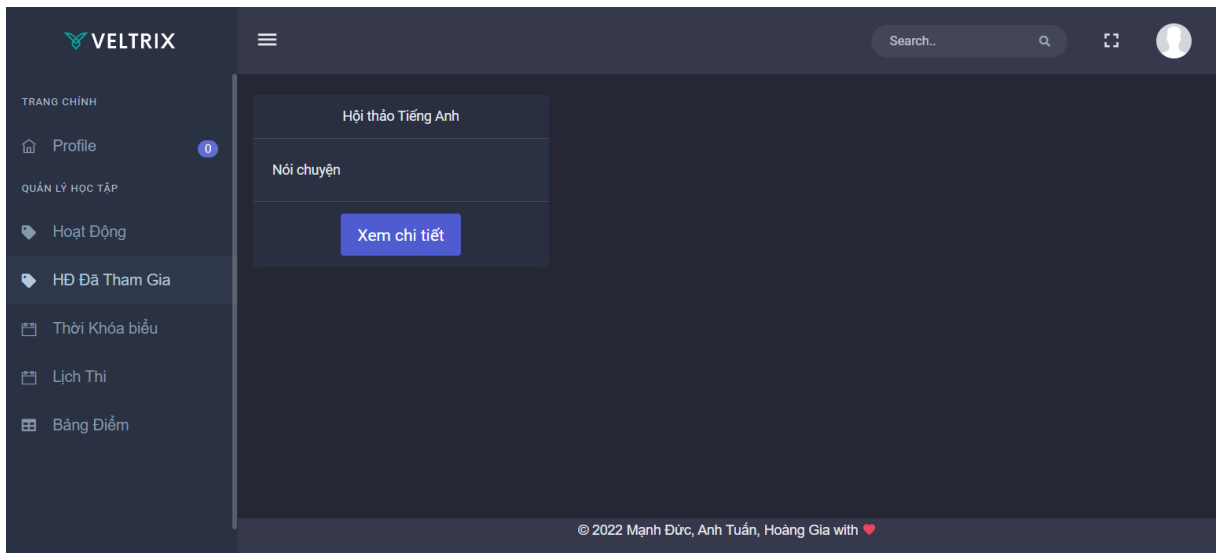 VELTRIX
Search..
TRANG CHÍNH
Profile
0
QUẢN LÝ HỌC TẬP
Hoạt Động
HĐ Đã Tham Gia
Thời Khóa biểu
Lịch Thi
Bảng Điểm
Hội thảo Tiếng Anh
Nói chuyện
Xem chi tiết
© 2022 Mạnh Đức, Anh Tuấn, Hoàng Gia with